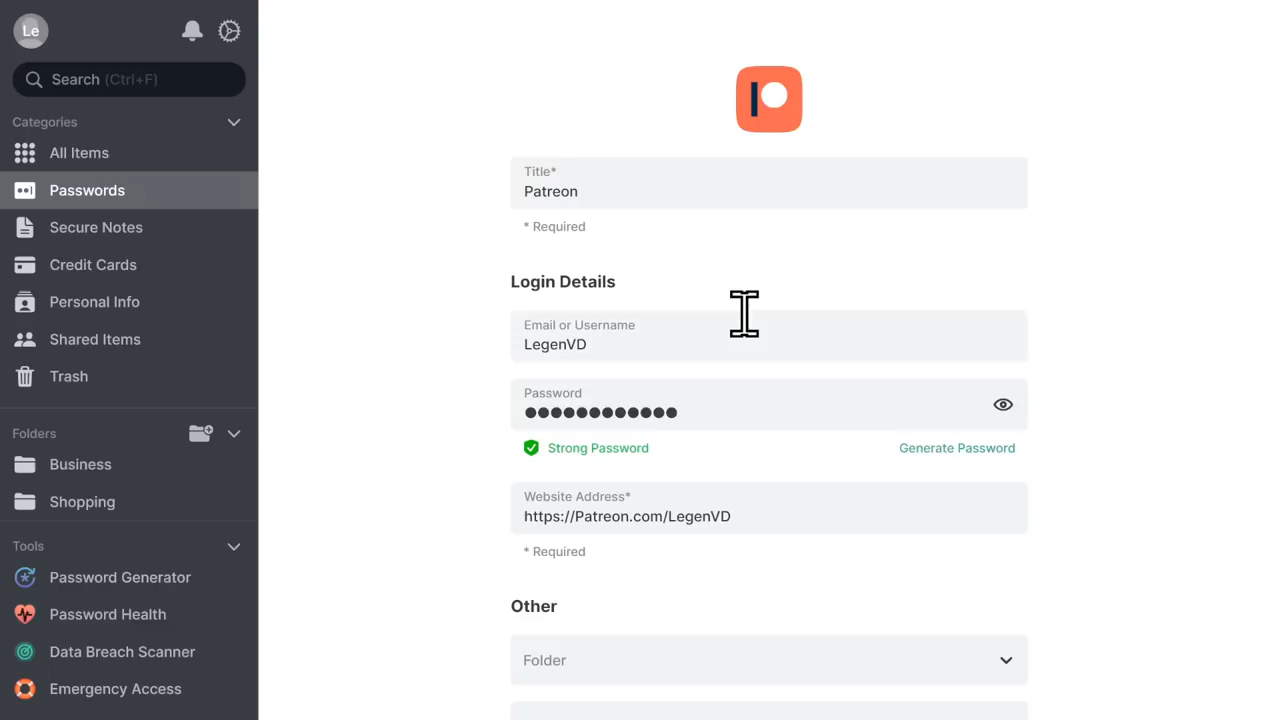 Le
Search (Ctrl+F)
Categories
All Items
Passwords
Secure Notes
Credit Cards
Personal Info
Shared Items
Trash
Folders
Business
Shopping
Tools
Password Generator
Password Health
Data Breach Scanner
Emergency Access
Title*
Patreon
* Required
Login Details
Email or Username
LegenVD
Password
●●●●●●●●●●●●
Strong Password
Generate Password
Website Address*
https://Patreon.com/LegenVD
* Required
Other
Folder